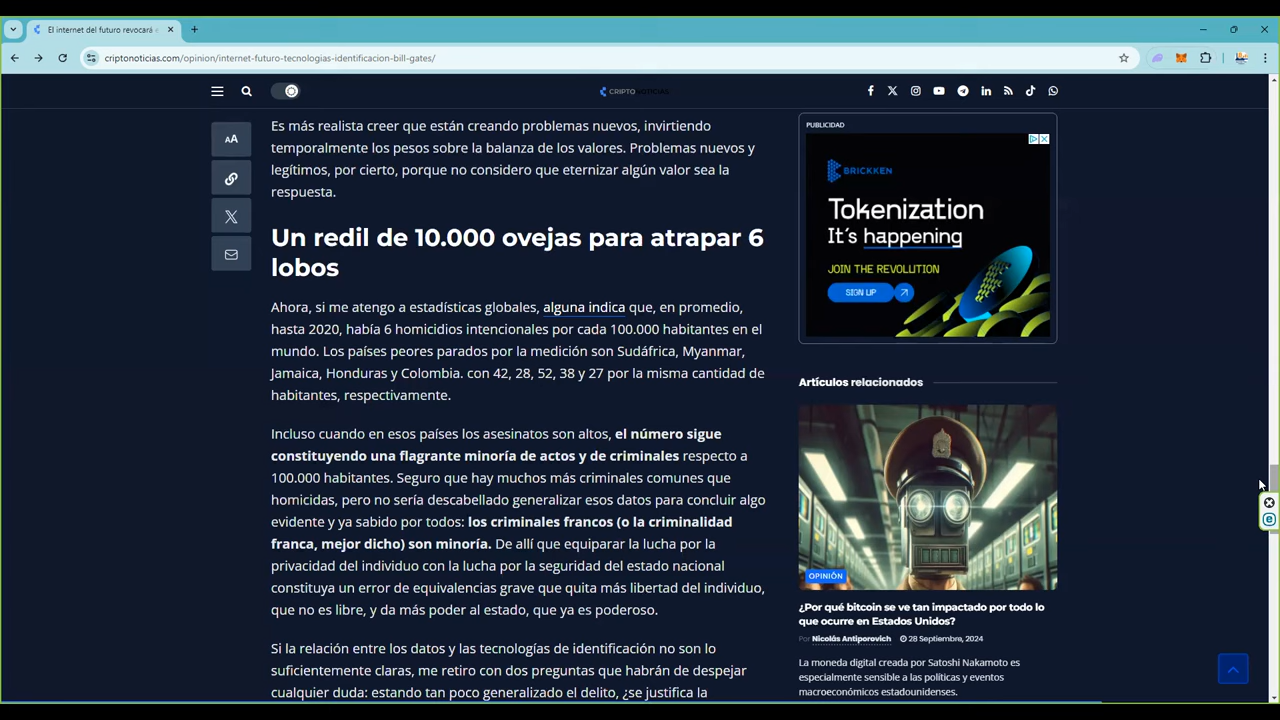 El internet del futuro revocará
criptonoticias.com/opinion/internet-futuro-tecnologias-identificacion-bill-gates/
CRIPTONOTICIAS
AA
Es más realista creer que están creando problemas nuevos, invirtiendo
temporalmente los pesos sobre la balanza de los valores. Problemas nuevos y
legítimos, por cierto, porque no considero que eternizar algún valor sea la
respuesta.
Un redil de 10.000 ovejas para atrapar 6
lobos
Ahora, si me atengo a estadísticas globales, alguna indica que, en promedio,
hasta 2020, había 6 homicidios intencionales por cada 100.000 habitantes en el
mundo. Los países peores parados por la medición son Sudáfrica, Myanmar,
Jamaica, Honduras y Colombia. con 42, 28, 52, 38 y 27 por la misma cantidad de
habitantes, respectivamente.
Incluso cuando en esos países los asesinatos son altos, el número sigue
constituyendo una flagrante minoría de actos y de criminales respecto a
100.000 habitantes. Seguro que hay muchos más criminales comunes que
homicidas, pero no sería descabellado generalizar esos datos para concluir algo
evidente y ya sabido por todos: los criminales francos (o la criminalidad
franca, mejor dicho) son minoría. De allí que equiparar la lucha por la
privacidad del individuo con la lucha por la seguridad del estado nacional
constituya un error de equivalencias grave que quita más libertad del individuo,
que no es libre, y da más poder al estado, que ya es poderoso.
Si la relación entre los datos y las tecnologías de identificación no son lo
suficientemente claras, me retiro con dos preguntas que habrán de despejar
cualquier duda: estando tan poco generalizado el delito, ¿se justifica la
PUBLICIDAD
BRICKKEN
Tokenization
It's happening
JOIN THE REVOLUTION
SIGN UP
Artículos relacionados
OPINIÓN
¿Por qué bitcoin se ve tan impactado por todo lo
que ocurre en Estados Unidos?
Por Nicolás Antiporovich 28 Septiembre, 2024
La moneda digital creada por Satoshi Nakamoto es
especialmente sensible a las políticas y eventos
macroeconómicos estadounidenses.